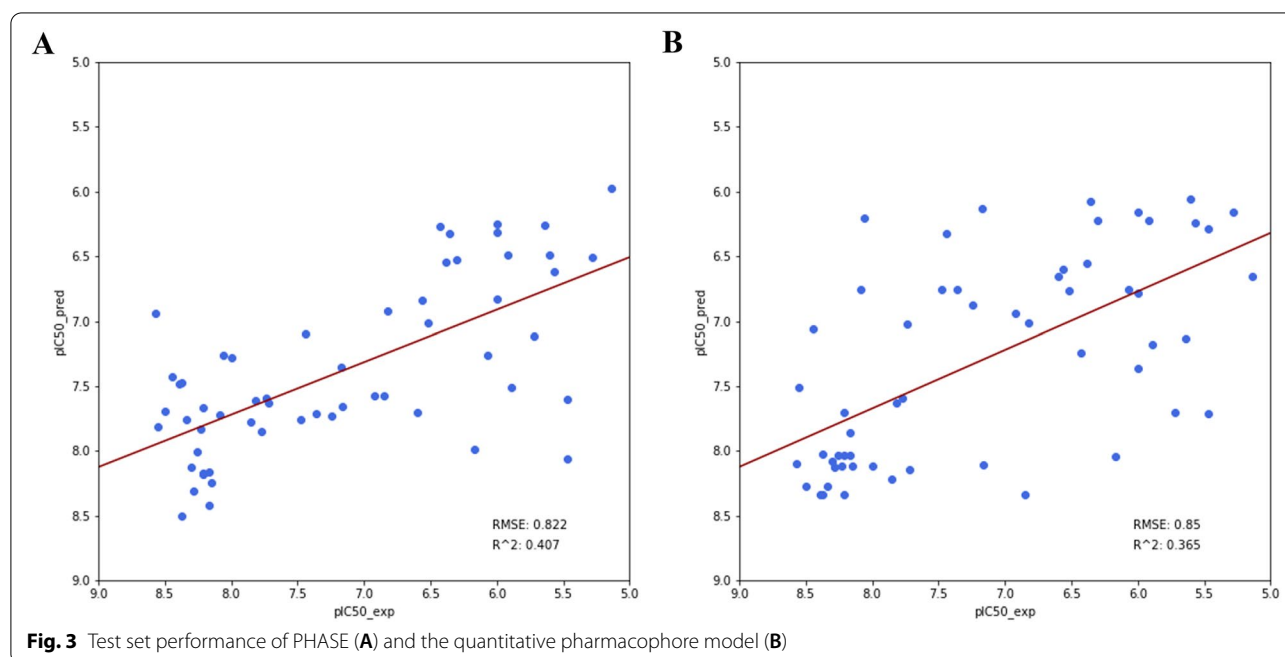 A
5.0
5.5
6.0
6.5
7.0
7.5
8.0
8.5
9.0
pIC50_pred
9.0 8.5 8.0 7.5 7.0 6.5 6.0 5.5 5.0
pIC50_exp
RMSE: 0.822
R^2: 0.407
B
5.0
5.5
6.0
6.5
7.0
7.5
8.0
8.5
9.0
pIC50_pred
9.0 8.5 8.0 7.5 7.0 6.5 6.0 5.5 5.0
pIC50_exp
RMSE: 0.85
R^2: 0.365
Fig. 3 Test set performance of PHASE (A) and the quantitative pharmacophore model (B)